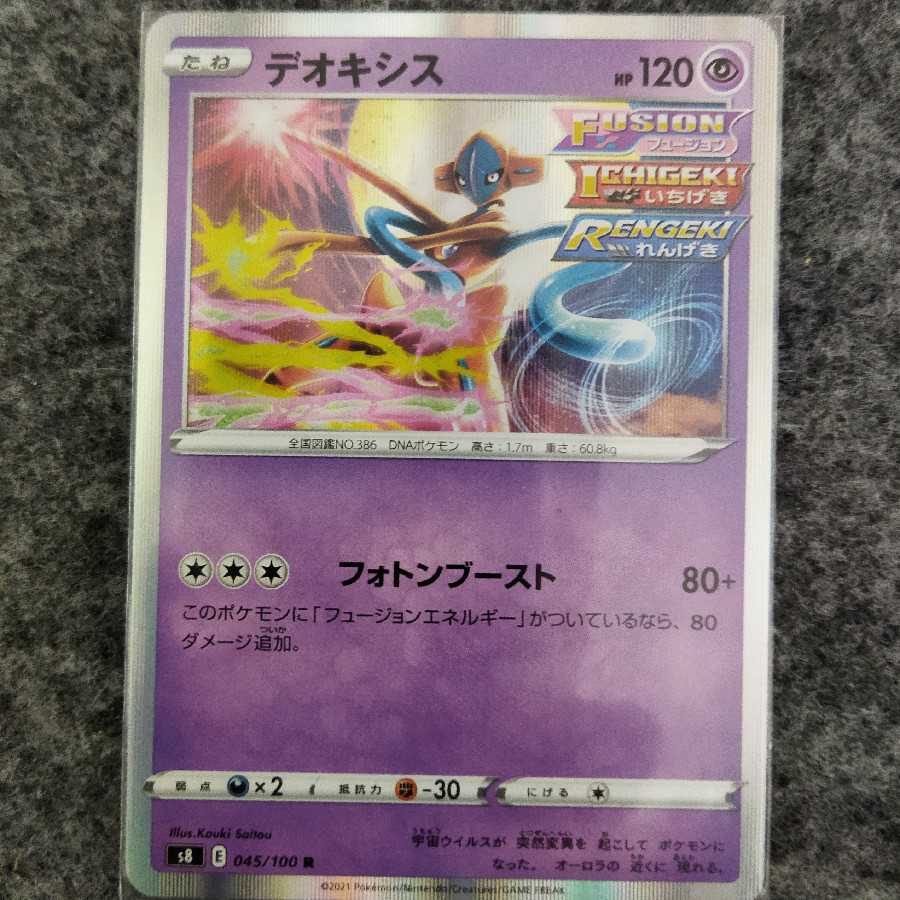 たね デオキシス HP120
FUSION
フュージョン
ICHIGEKI
いちげき
RENGEKI
れんげき
全国図鑑NO.386 DNAポケモン 高さ:1.7m 重さ:60.8kg
フォトンブースト 80+
このポケモンに「フュージョンエネルギー」がついているなら、80
ダメージ追加。
ついか
弱点 ×2 抵抗力 -30 にげる
Illus.Kouki Saitou
宇宙ウイルスが 突然変異を 起こして ポケモンに
なった。 オーロラの 近くに 現れる。
s8 E 045/100 R
©2021 Pokémon/Nintendo/Creatures/GAME FREAK